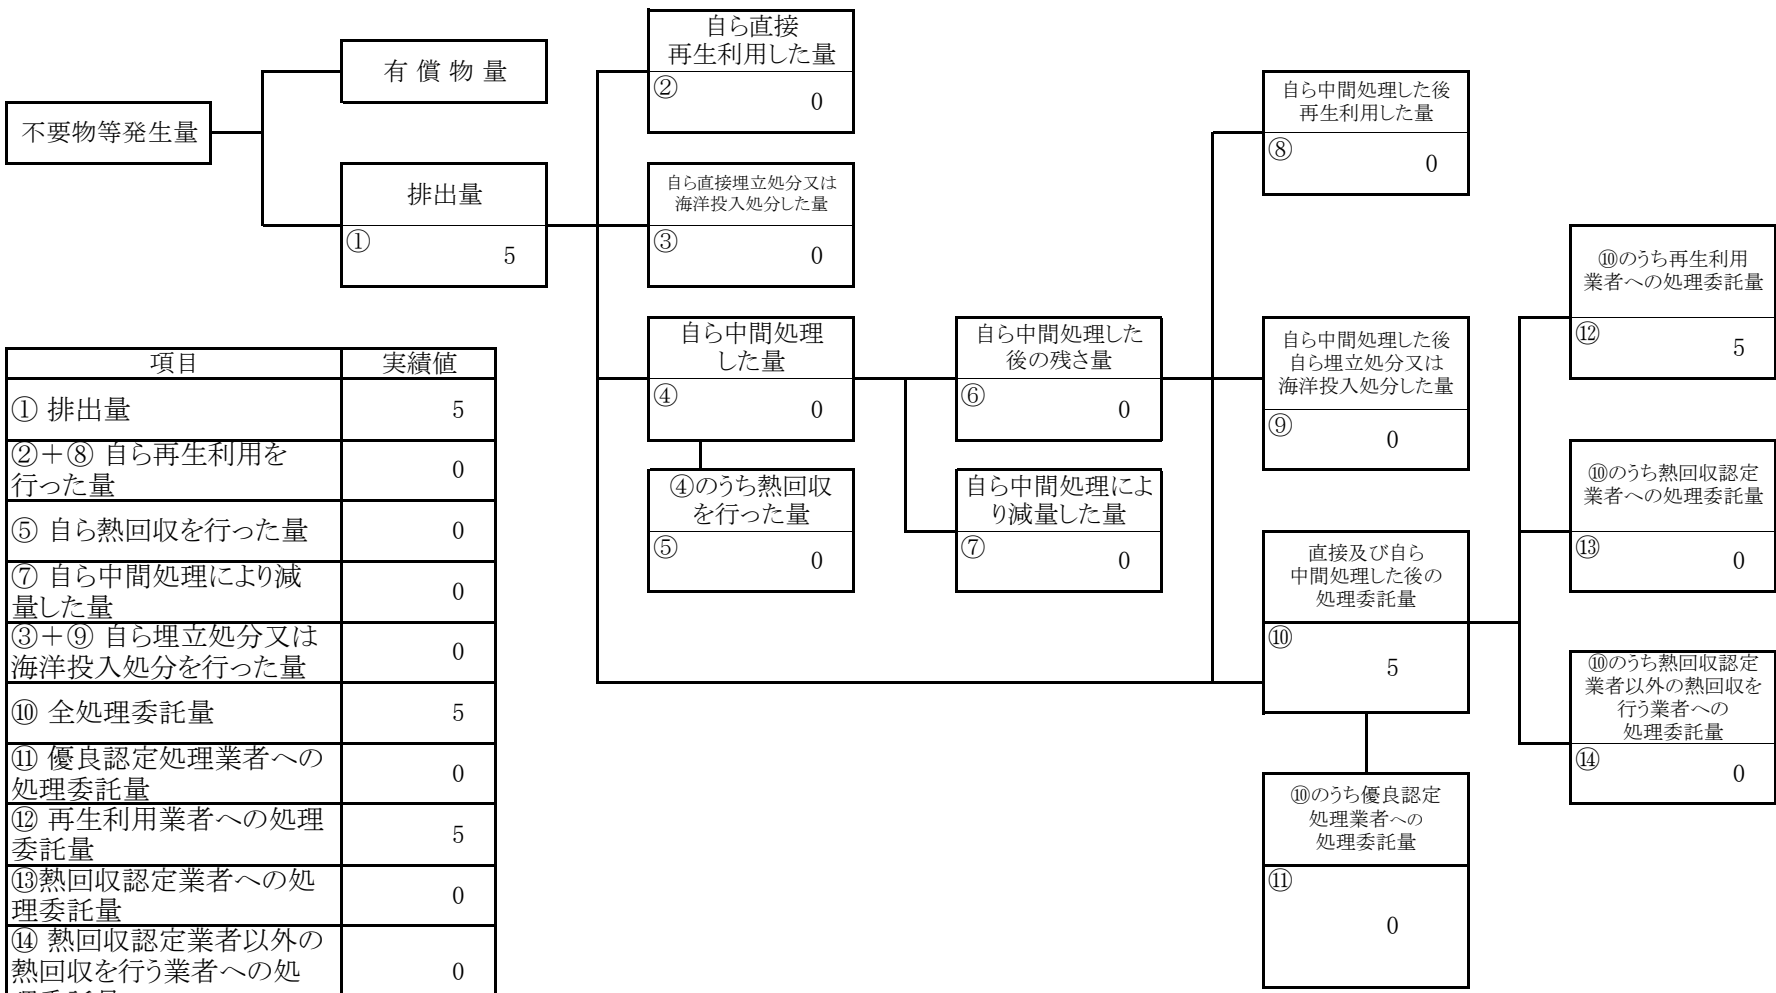 不要物等発生量
有 償 物 量
排出量
①
5
自ら直接
再生利用した量
②
0
自ら直接埋立処分又は
海洋投入処分した量
③
0
自ら中間処理
した量
④
0
④のうち熱回収
を行った量
⑤
0
自ら中間処理した
後の残さ量
⑥
0
自ら中間処理によ
り減量した量
⑦
0
自ら中間処理した後
再生利用した量
⑧
0
自ら中間処理した後
自ら埋立処分又は
海洋投入処分した量
⑨
0
直接及び自ら
中間処理した後の
処理委託量
⑩
5
⑩のうち優良認定
処理業者への
処理委託量
⑪
0
⑩のうち再生利用
業者への処理委託量
⑫
5
⑩のうち熱回収認定
業者への処理委託量
⑬
0
⑩のうち熱回収認定
業者以外の熱回収を
行う業者への
処理委託量
⑭
0
項目 実績値
① 排出量 5
②＋⑧ 自ら再生利用を
行った量 0
⑤ 自ら熱回収を行った量 0
⑦ 自ら中間処理により減
量した量 0
③＋⑨ 自ら埋立処分又は
海洋投入処分を行った量 0
⑩ 全処理委託量 5
⑪ 優良認定処理業者への
処理委託量 0
⑫ 再生利用業者への処理
委託量 5
⑬熱回収認定業者への処
理委託量 0
⑭ 熱回収認定業者以外の
熱回収を行う業者への処 0